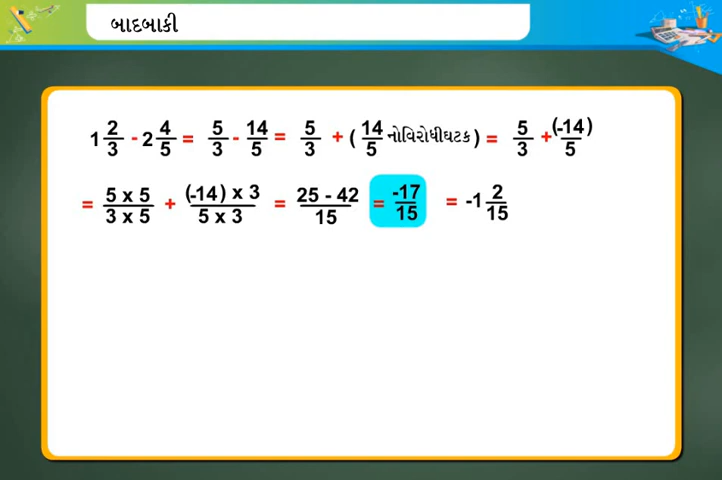 બાદબાકી
1 2/3 - 2 4/5 = 5/3 - 14/5 = 5/3 + ( 14/5 નોવિરોધીઘટક ) = 5/3 + (-14)/5
= 5 x 5 / 3 x 5 + (-14) x 3 / 5 x 3 = 25 - 42 / 15 = -17/15 = -1 2/15